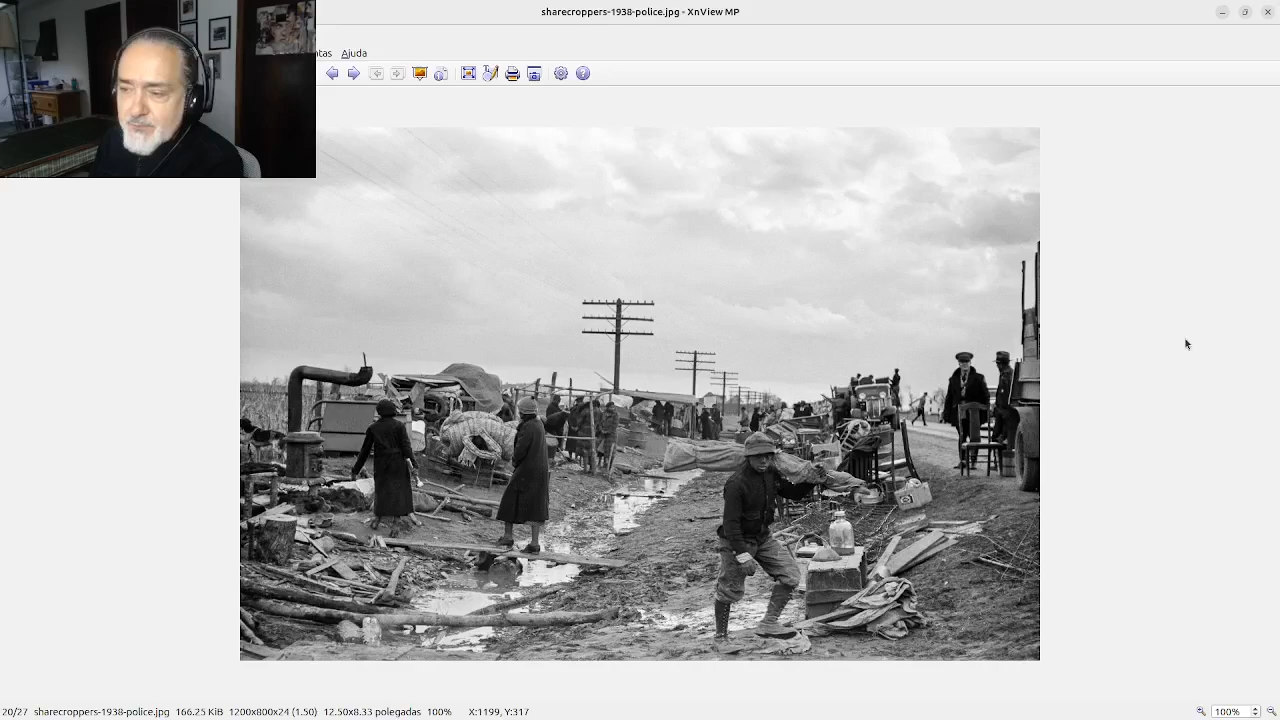 sharecroppers-1938-police.jpg - XnView MP
Ajuda
20/27 sharecroppers-1938-police.jpg 166.25 KiB 1200x800x24 (1.50) 12.50x8.33 polegadas 100% X:1199, Y:317
100%